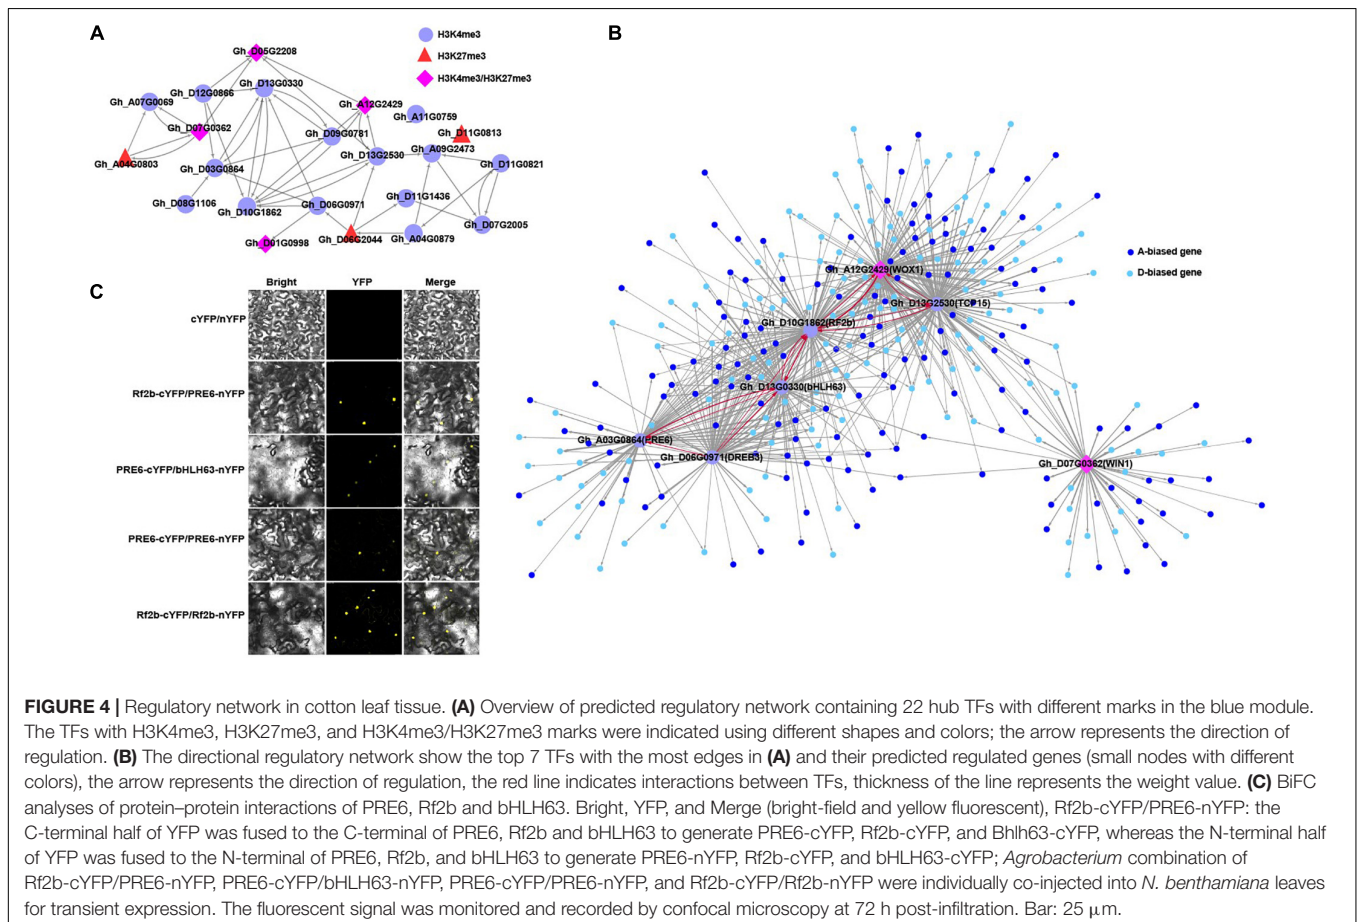 A
H3K4me3
H3K27me3
H3K4me3/H3K27me3
Gh_D05G2208
Gh_D12G0866
Gh_D13G0330
Gh_A07G0069
Gh_A12G2429
Gh_A11G0759
Gh_D07G0362
Gh_D09G0781
Gh_D11G0813
Gh_A04G0803
Gh_D03G0864
Gh_D13G2530
Gh_A09G2473
Gh_D11G0821
Gh_D08G1106
Gh_D10G1862
Gh_D06G0971
Gh_D11G1436
Gh_D07G2005
Gh_D01G0998
Gh_D06G2044
Gh_A04G0879
B
A-biased gene
D-biased gene
Gh_A12G2429(WOX1)
Gh_D13G2530(TCP15)
Gh_D10G1862(RF2b)
Gh_D13G0330(bHLH63)
Gh_A03G0864(PRE6)
Gh_D06G0971(DREB3)
Gh_D07G0362(WIN1)
C
Bright YFP Merge
cYFP/nYFP
Rf2b-cYFP/PRE6-nYFP
PRE6-cYFP/bHLH63-nYFP
PRE6-cYFP/PRE6-nYFP
Rf2b-cYFP/Rf2b-nYFP
FIGURE 4 | Regulatory network in cotton leaf tissue. (A) Overview of predicted regulatory network containing 22 hub TFs with different marks in the blue module.
The TFs with H3K4me3, H3K27me3, and H3K4me3/H3K27me3 marks were indicated using different shapes and colors; the arrow represents the direction of
regulation. (B) The directional regulatory network show the top 7 TFs with the most edges in (A) and their predicted regulated genes (small nodes with different
colors), the arrow represents the direction of regulation, the red line indicates interactions between TFs, thickness of the line represents the weight value. (C) BiFC
analyses of protein–protein interactions of PRE6, Rf2b and bHLH63. Bright, YFP, and Merge (bright-field and yellow fluorescent), Rf2b-cYFP/PRE6-nYFP: the
C-terminal half of YFP was fused to the C-terminal of PRE6, Rf2b and bHLH63 to generate PRE6-cYFP, Rf2b-cYFP, and Bhlh63-cYFP, whereas the N-terminal half
of YFP was fused to the N-terminal of PRE6, Rf2b, and bHLH63 to generate PRE6-nYFP, Rf2b-cYFP, and bHLH63-cYFP; Agrobacterium combination of
Rf2b-cYFP/PRE6-nYFP, PRE6-cYFP/bHLH63-nYFP, PRE6-cYFP/PRE6-nYFP, and Rf2b-cYFP/Rf2b-nYFP were individually co-injected into N. benthamiana leaves
for transient expression. The fluorescent signal was monitored and recorded by confocal microscopy at 72 h post-infiltration. Bar: 25 μm.